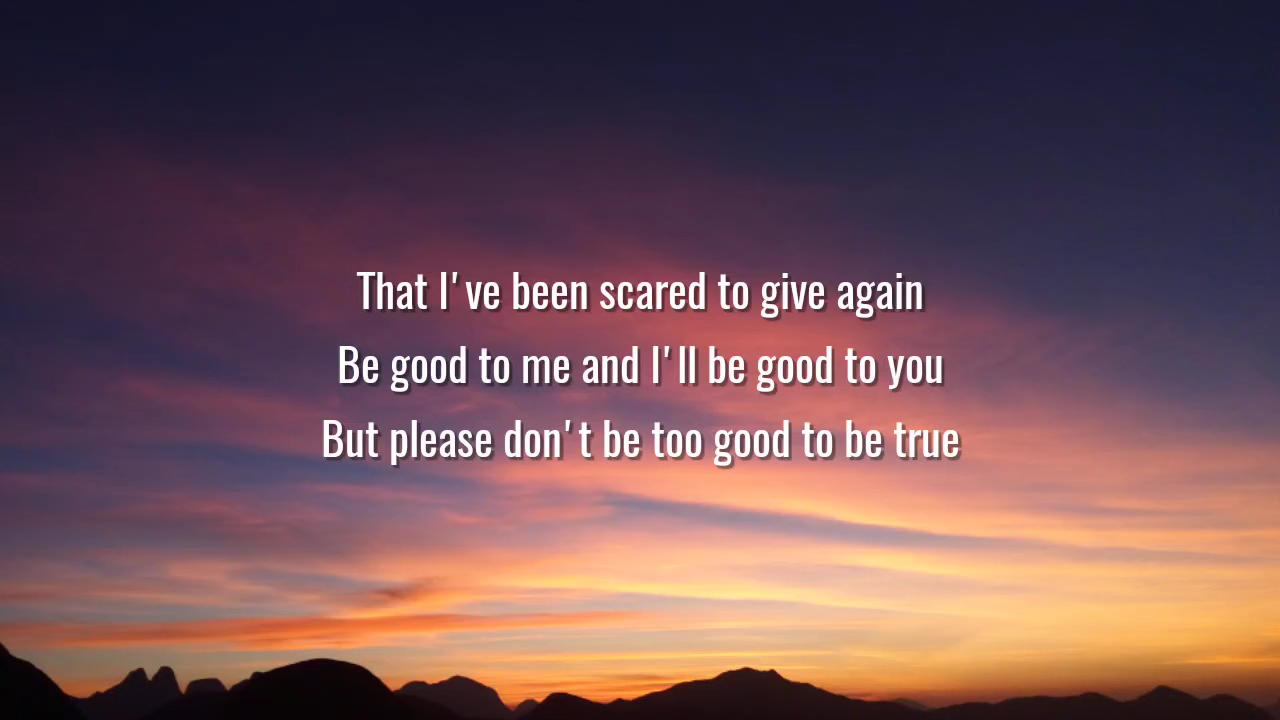 That I've been scared to give again
Be good to me and I'll be good to you
But please don't be too good to be true